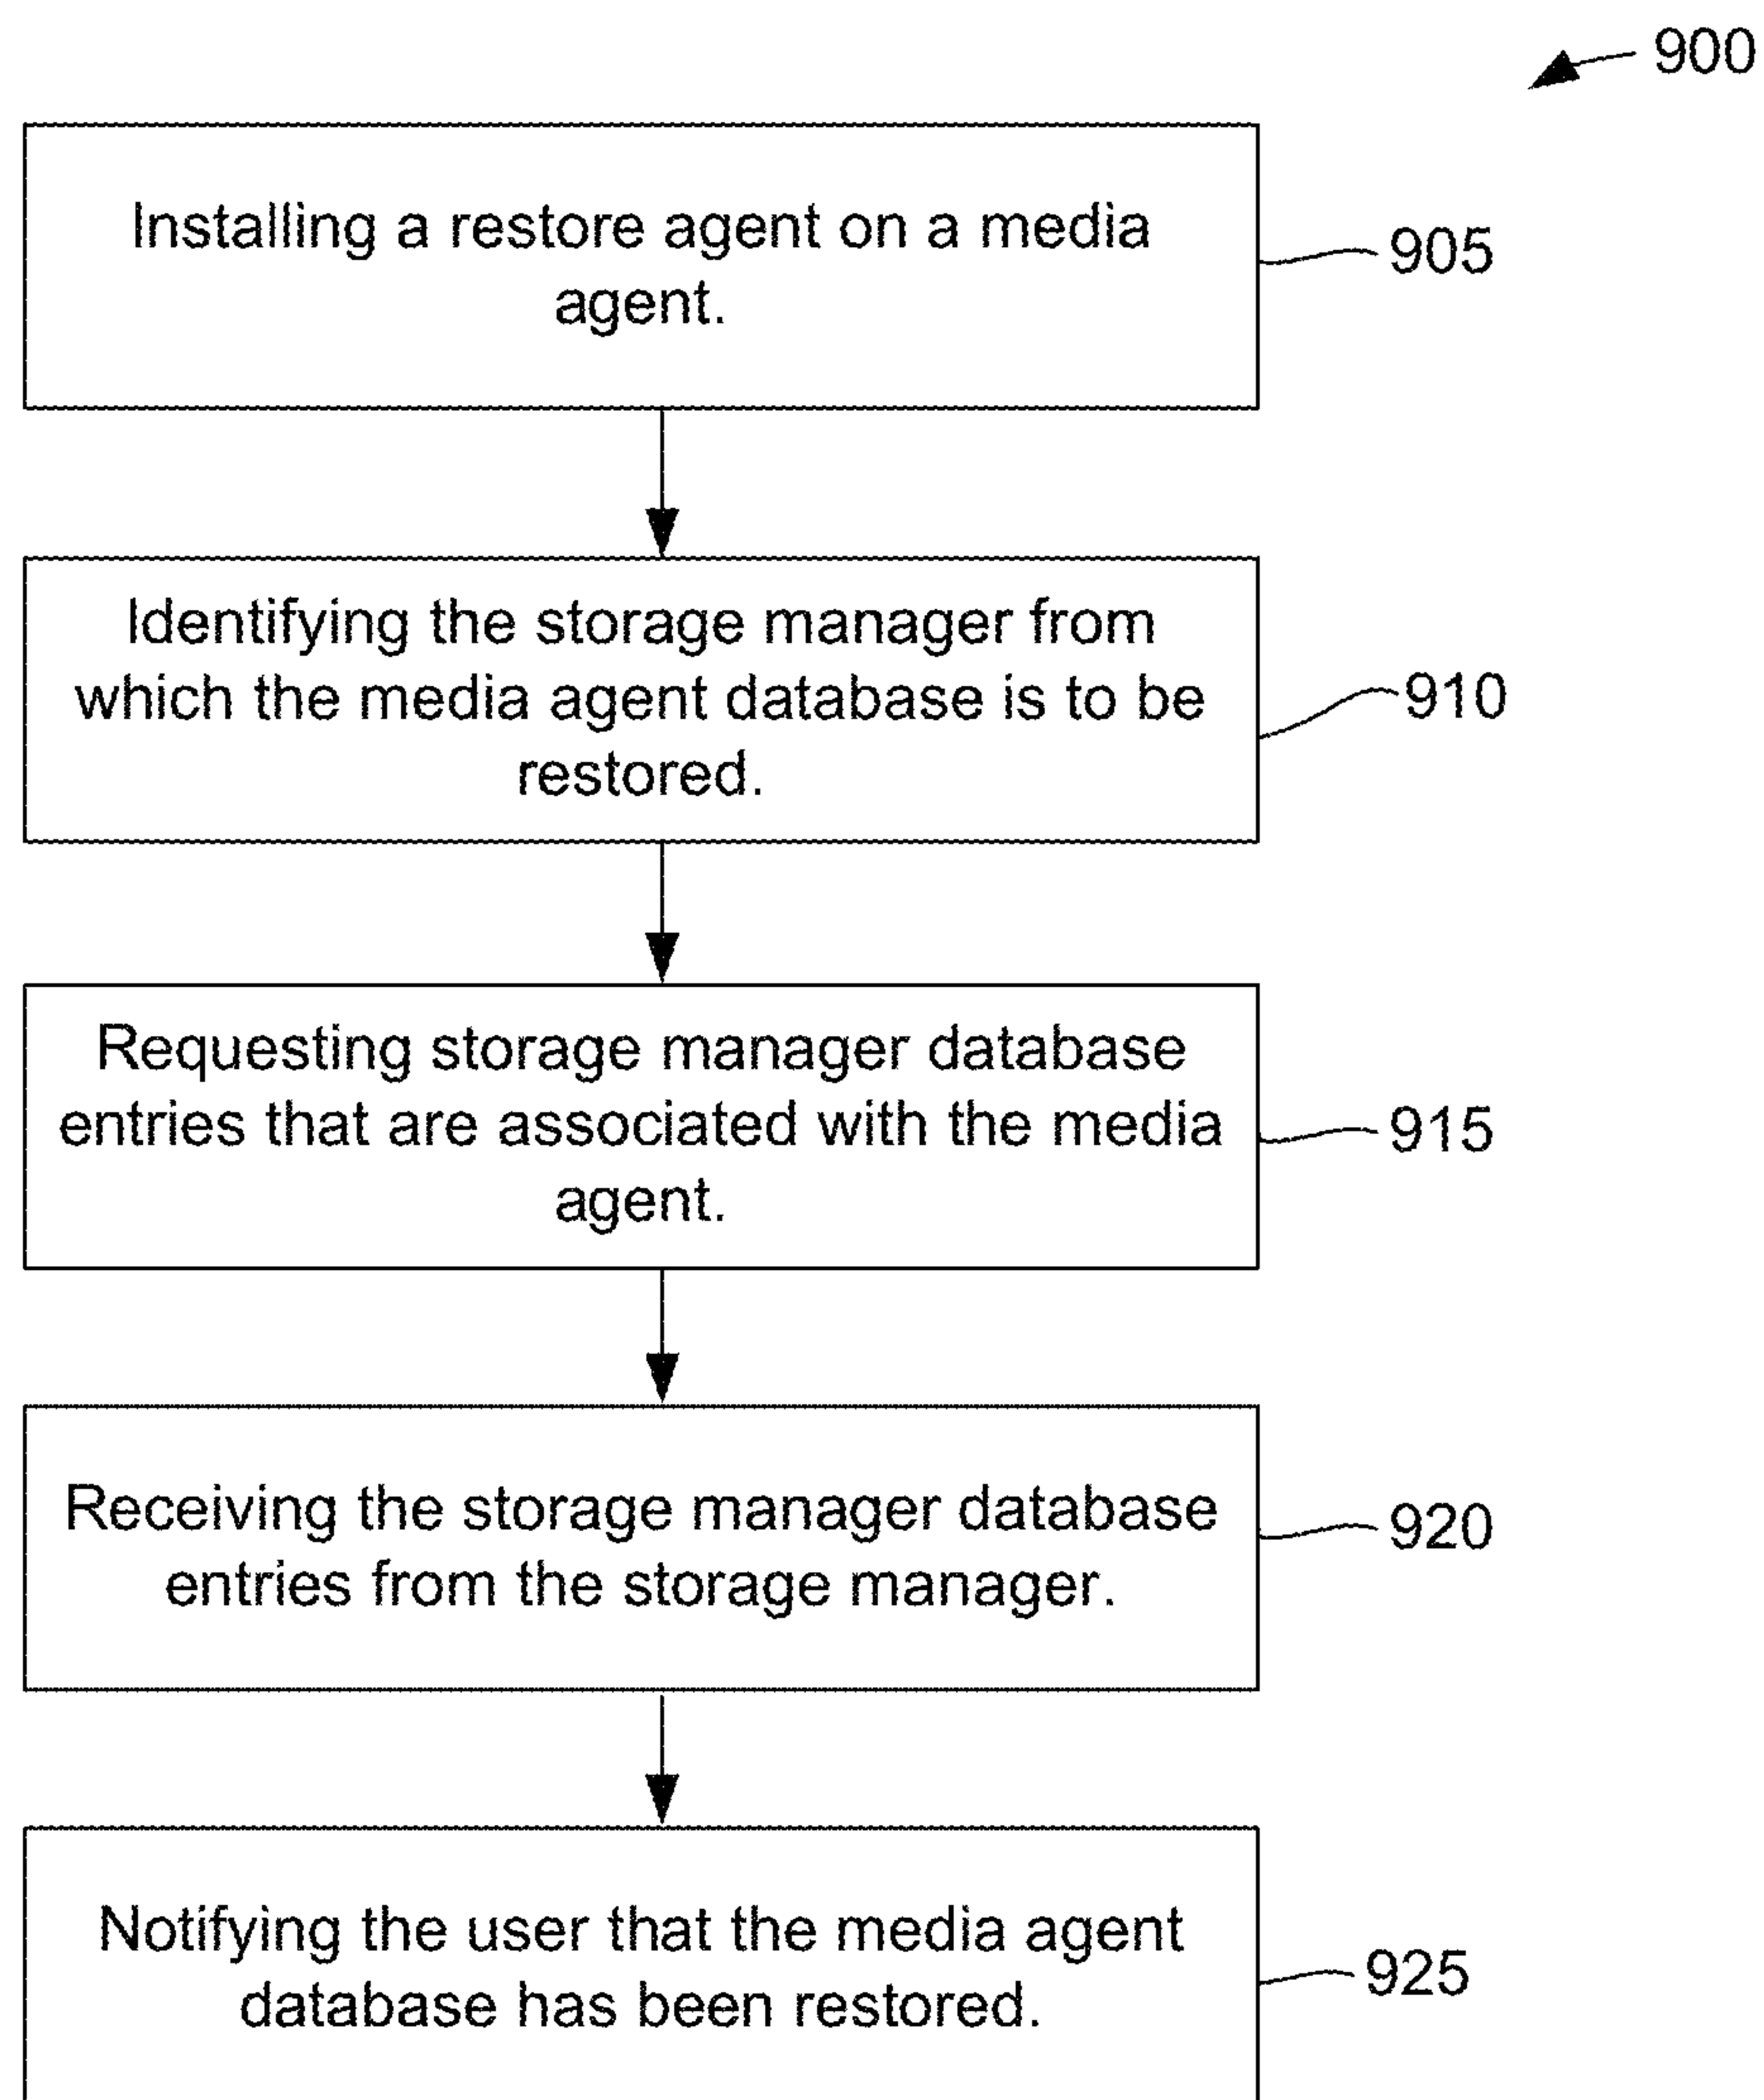 900
Installing a restore agent on a media
agent.
905
Identifying the storage manager from
which the media agent database is to be
restored.
910
Requesting storage manager database
entries that are associated with the media
agent.
915
Receiving the storage manager database
entries from the storage manager.
920
Notifying the user that the media agent
database has been restored.
925